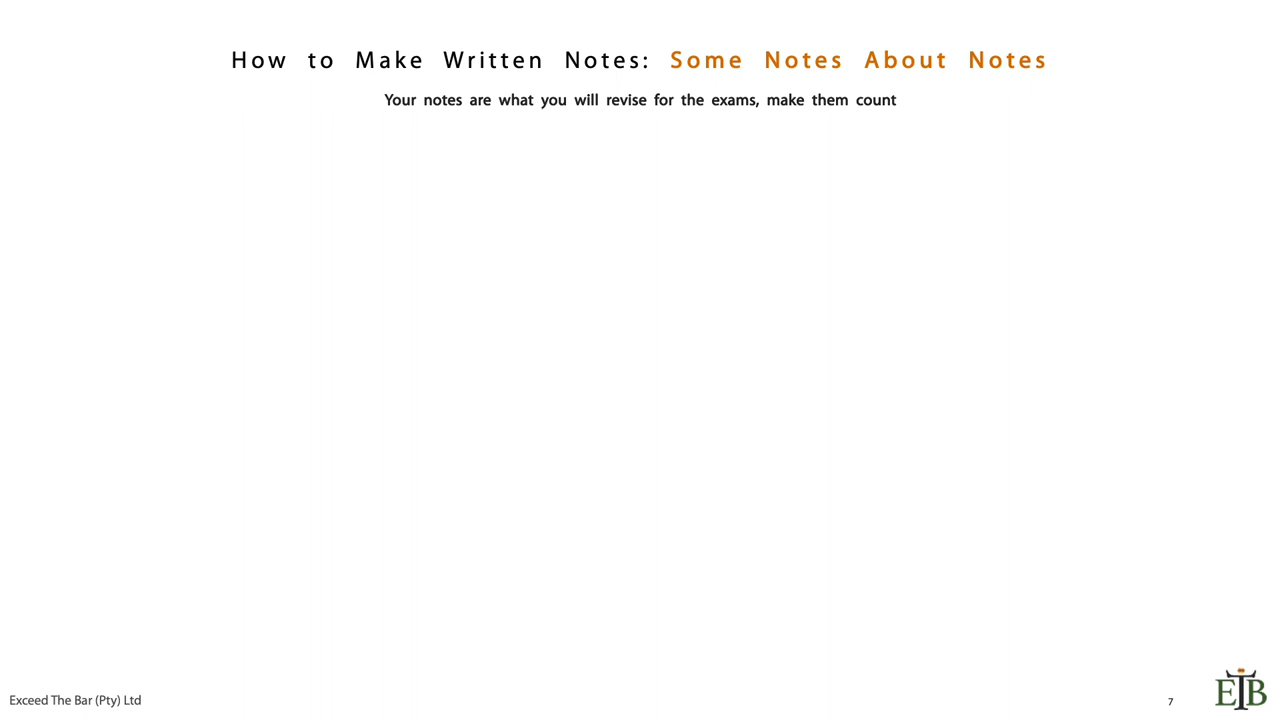 How to Make Written Notes: Some Notes About Notes
Your notes are what you will revise for the exams, make them count
Exceed The Bar (Pty) Ltd
7
ETB